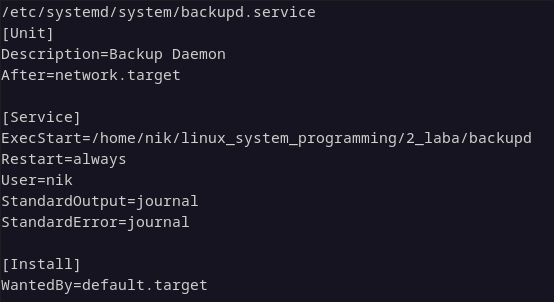 /etc/systemd/system/backupd.service
[Unit]
Description=Backup Daemon
After=network.target
[Service]
ExecStart=/home/nik/linux_system_programming/2_laba/backupd
Restart=always
User=nik
StandardOutput=journal
StandardError=journal
[Install]
WantedBy=default.target